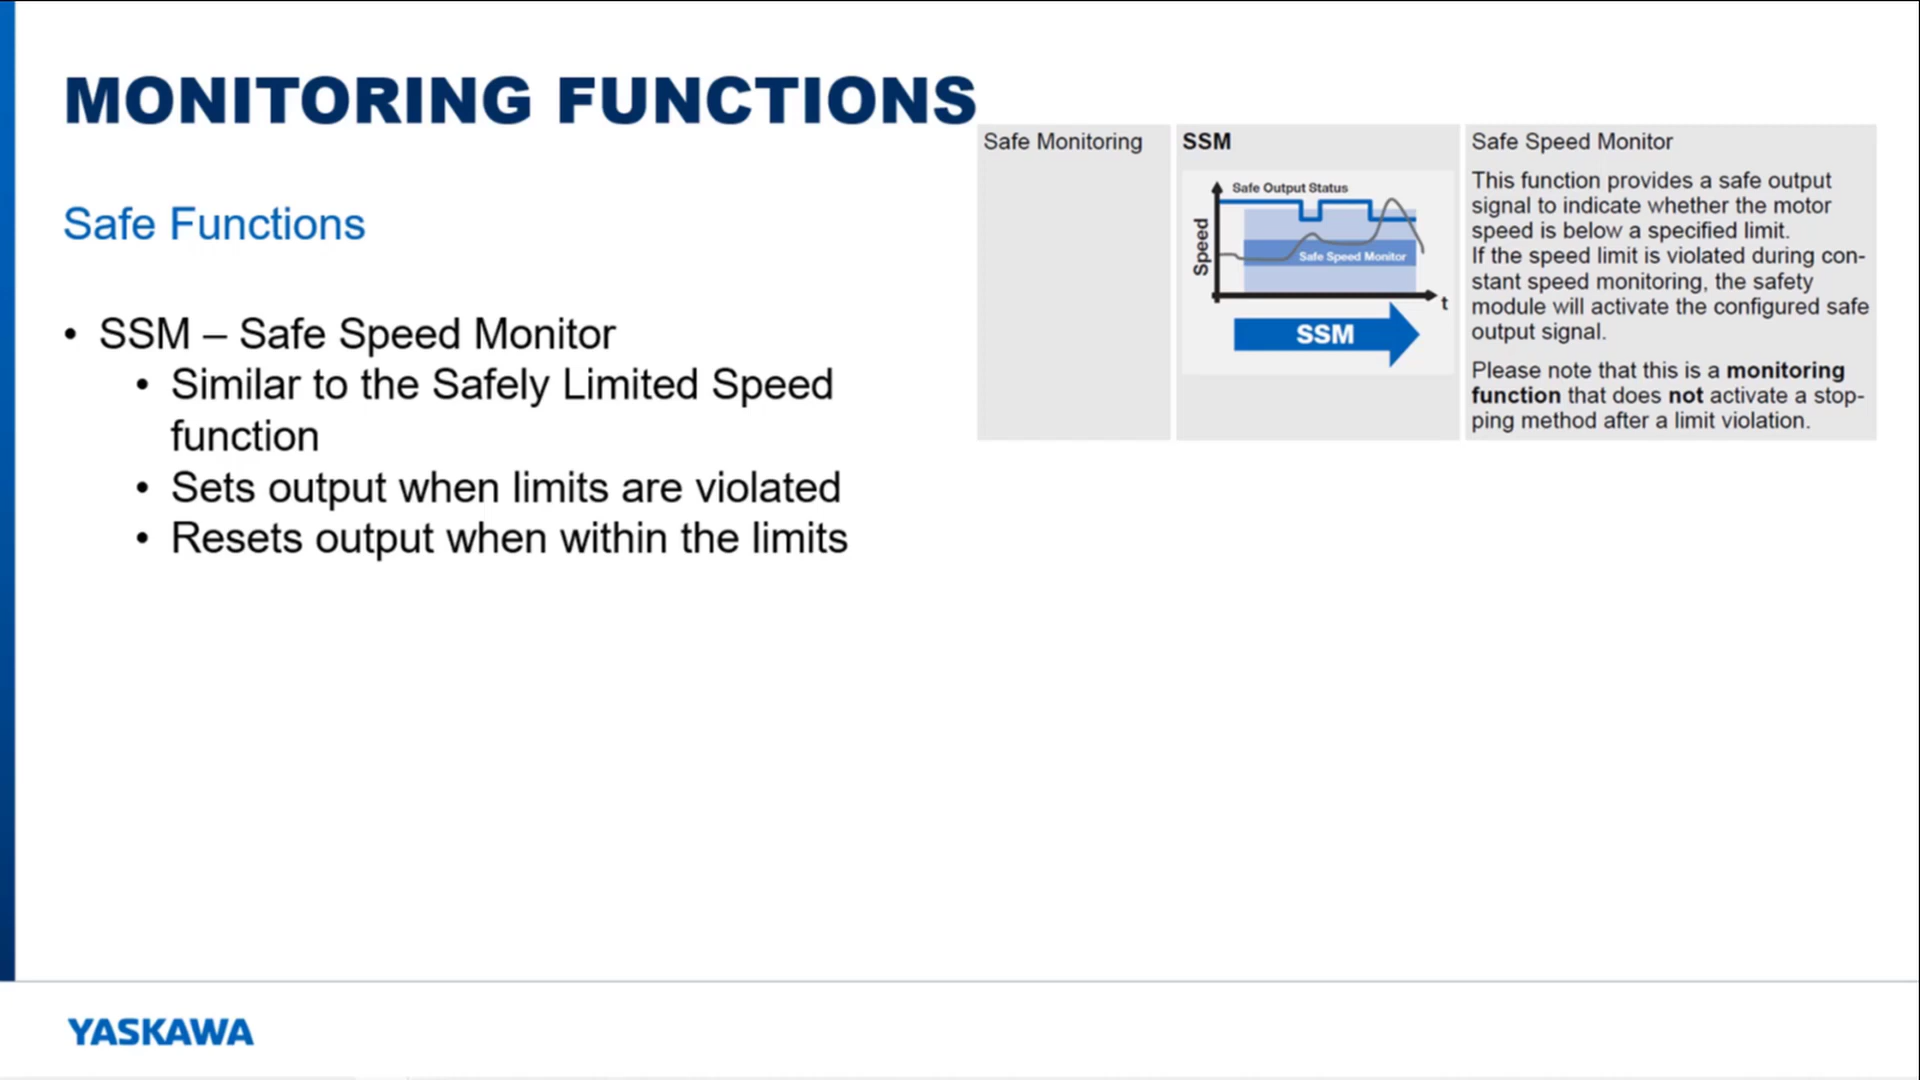 MONITORING FUNCTIONS
Safe Functions
• SSM – Safe Speed Monitor
• Similar to the Safely Limited Speed
function
• Sets output when limits are violated
• Resets output when within the limits
Safe Monitoring
SSM
Safe Output Status
Speed
Safe Speed Monitor
t
SSM
Safe Speed Monitor
This function provides a safe output
signal to indicate whether the motor
speed is below a specified limit.
If the speed limit is violated during con-
stant speed monitoring, the safety
module will activate the configured safe
output signal.
Please note that this is a monitoring
function that does not activate a stop-
ping method after a limit violation.
YASKAWA